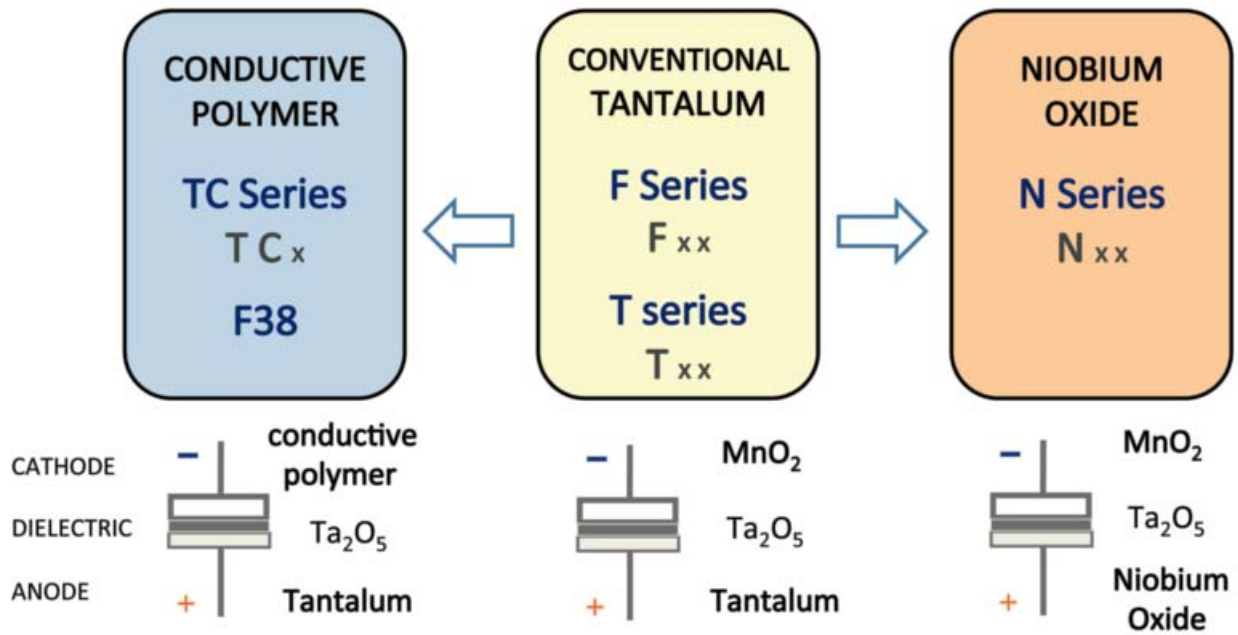 CONDUCTIVE
POLYMER
TC Series
T C x
F38
CONVENTIONAL
TANTALUM
F Series
F x x
T series
T x x
NIOBIUM
OXIDE
N Series
N x x
CATHODE
DIELECTRIC
ANODE
–
conductive
polymer
Ta₂O₅
+
Tantalum
–
MnO₂
Ta₂O₅
+
Tantalum
–
MnO₂
Ta₂O₅
+
Niobium
Oxide